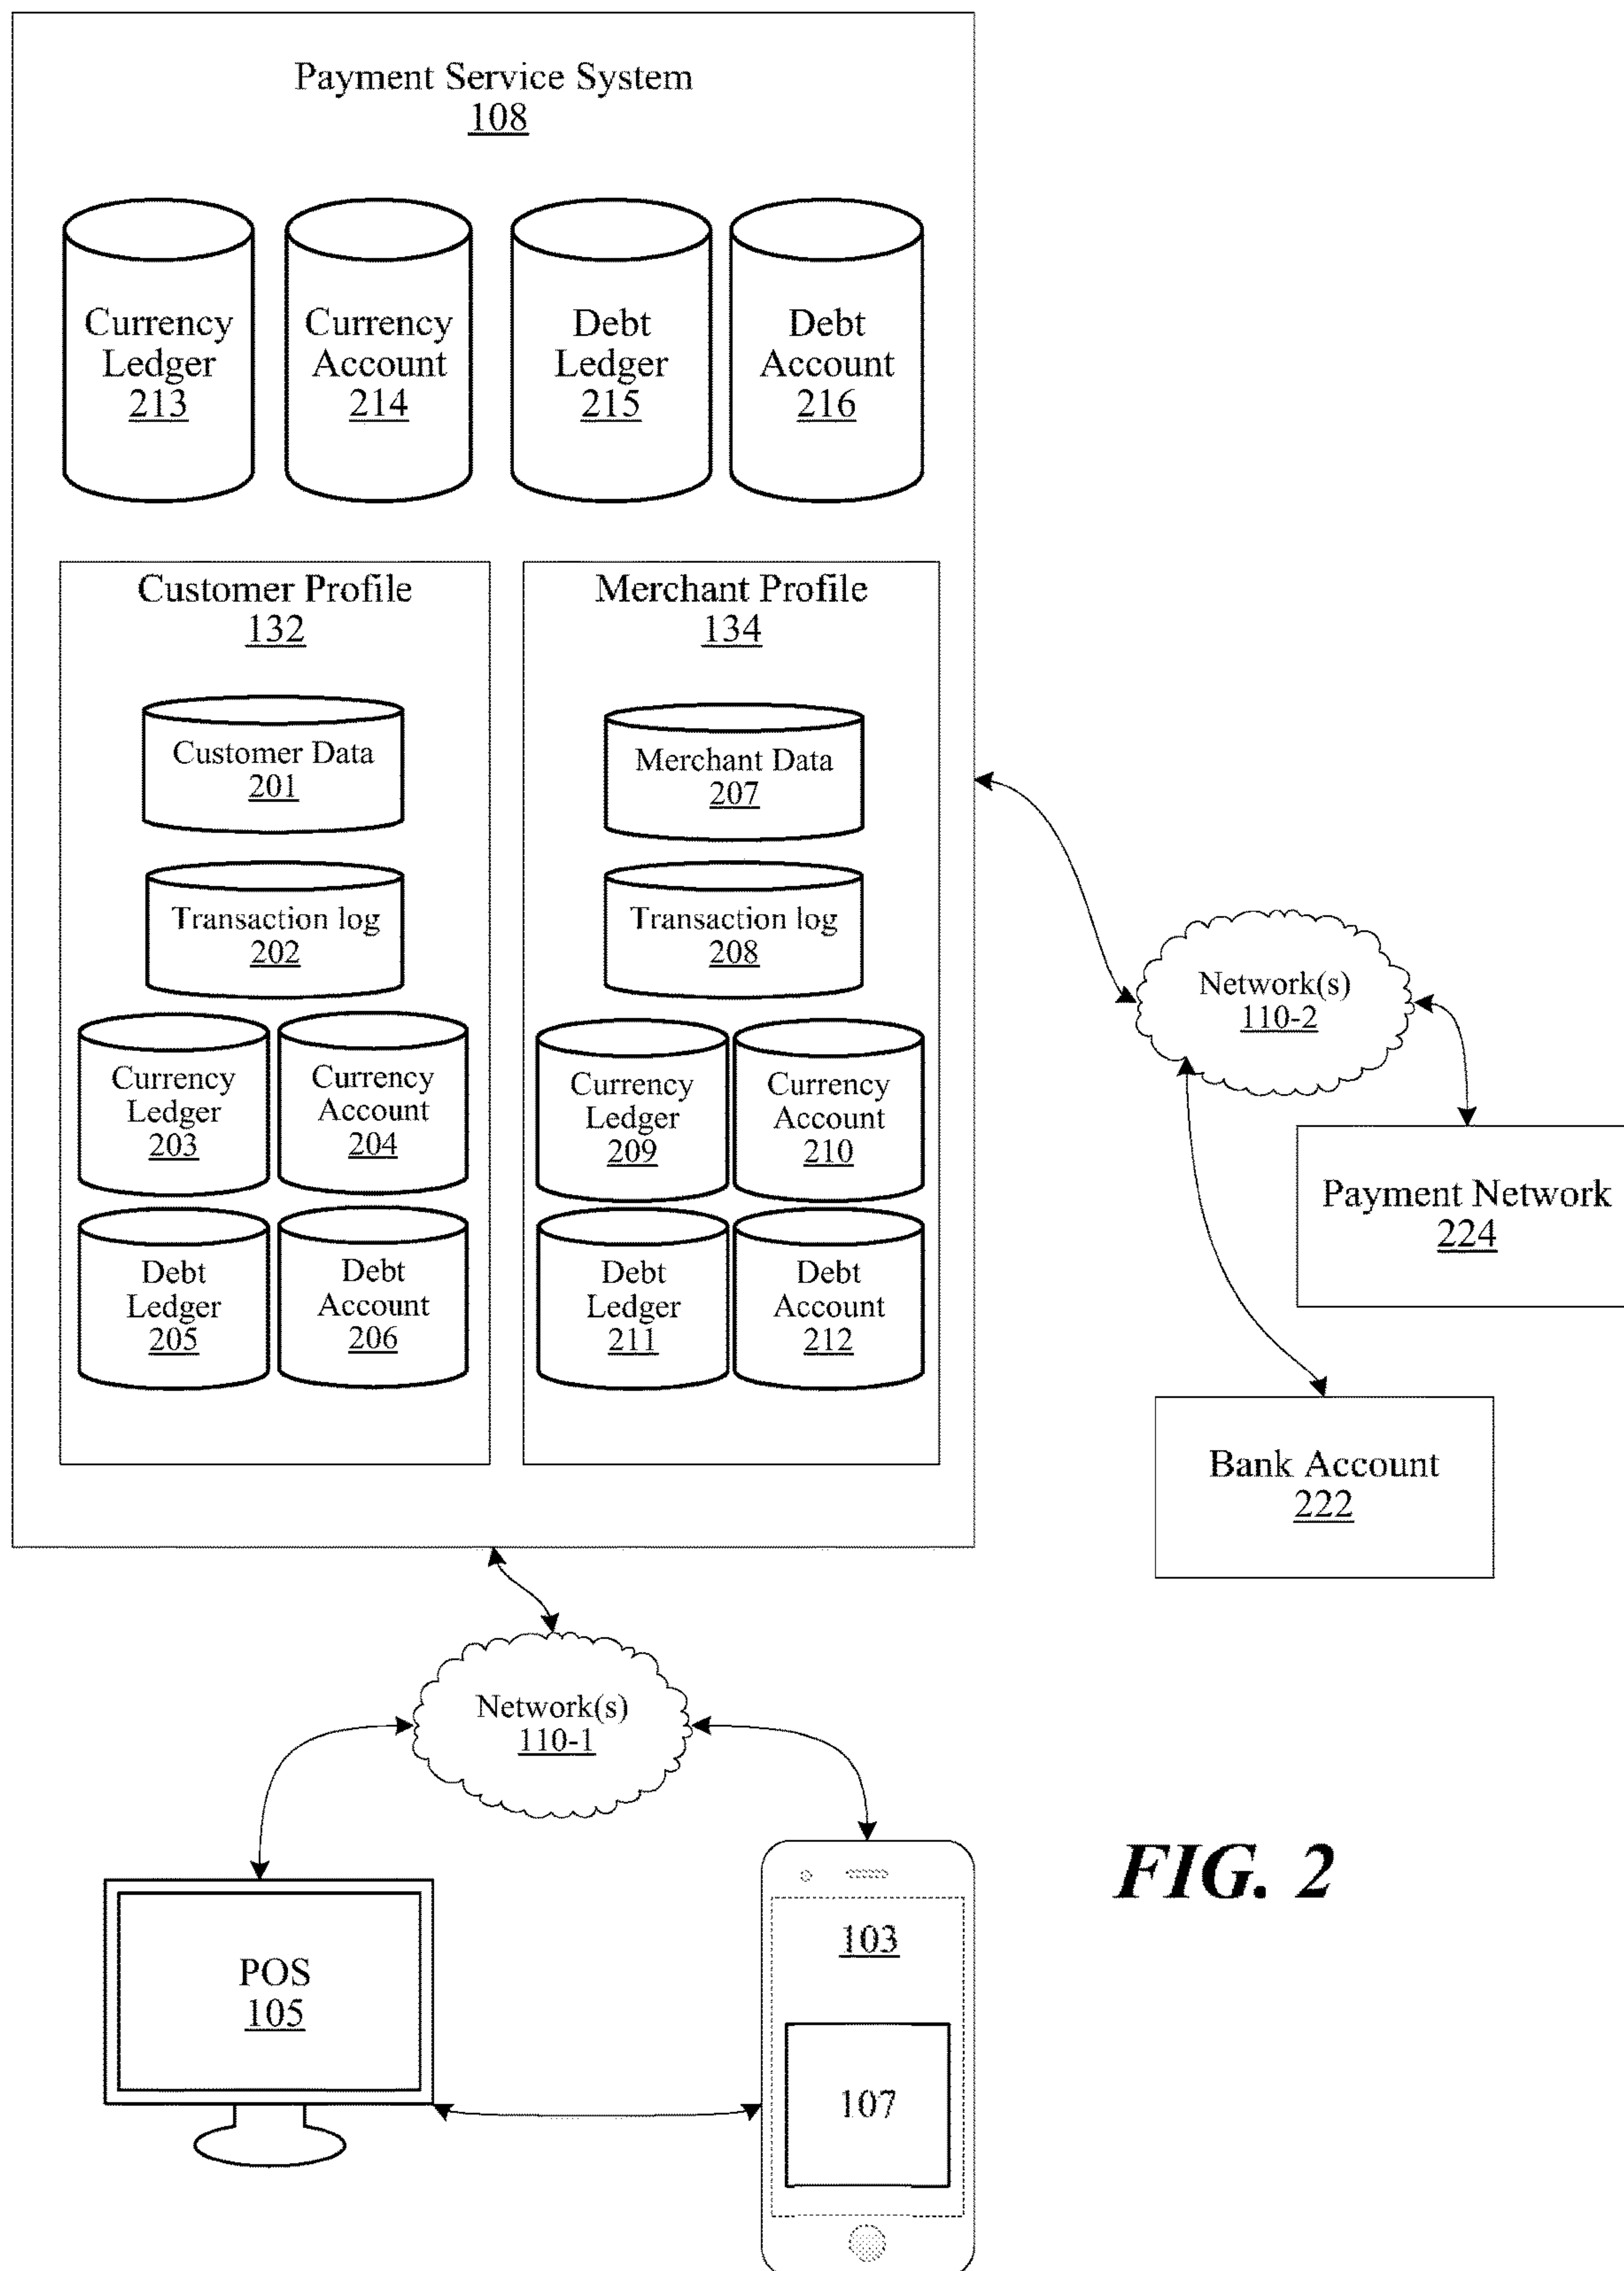 Payment Service System
108
Currency
Ledger
213
Currency
Account
214
Debt
Ledger
215
Debt
Account
216
Customer Profile
132
Customer Data
201
Transaction log
202
Currency
Ledger
203
Currency
Account
204
Debt
Ledger
205
Debt
Account
206
Merchant Profile
134
Merchant Data
207
Transaction log
208
Currency
Ledger
209
Currency
Account
210
Debt
Ledger
211
Debt
Account
212
Network(s)
110-2
Payment Network
224
Bank Account
222
Network(s)
110-1
POS
105
103
107
FIG. 2